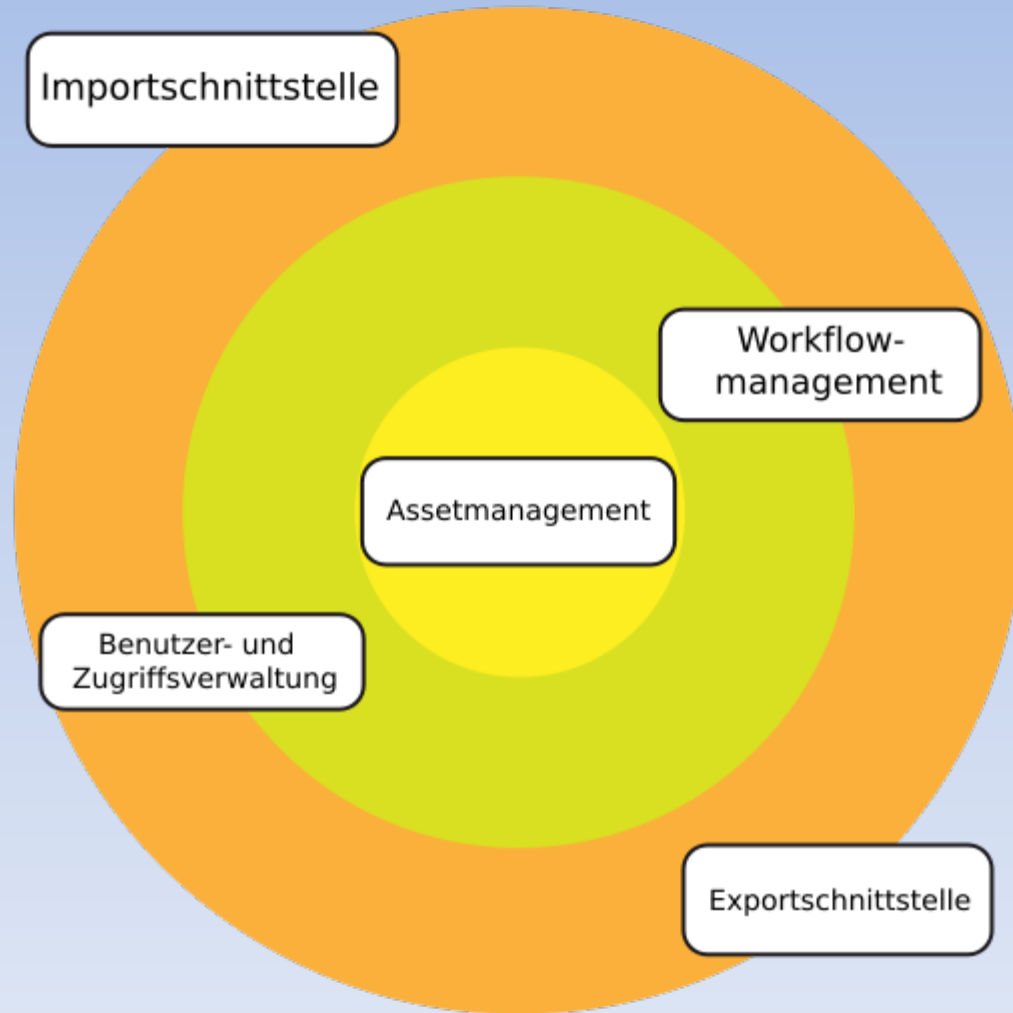 Importschnittstelle
Workflow-
management
Assetmanagement
Benutzer- und
Zugriffsverwaltung
Exportschnittstelle